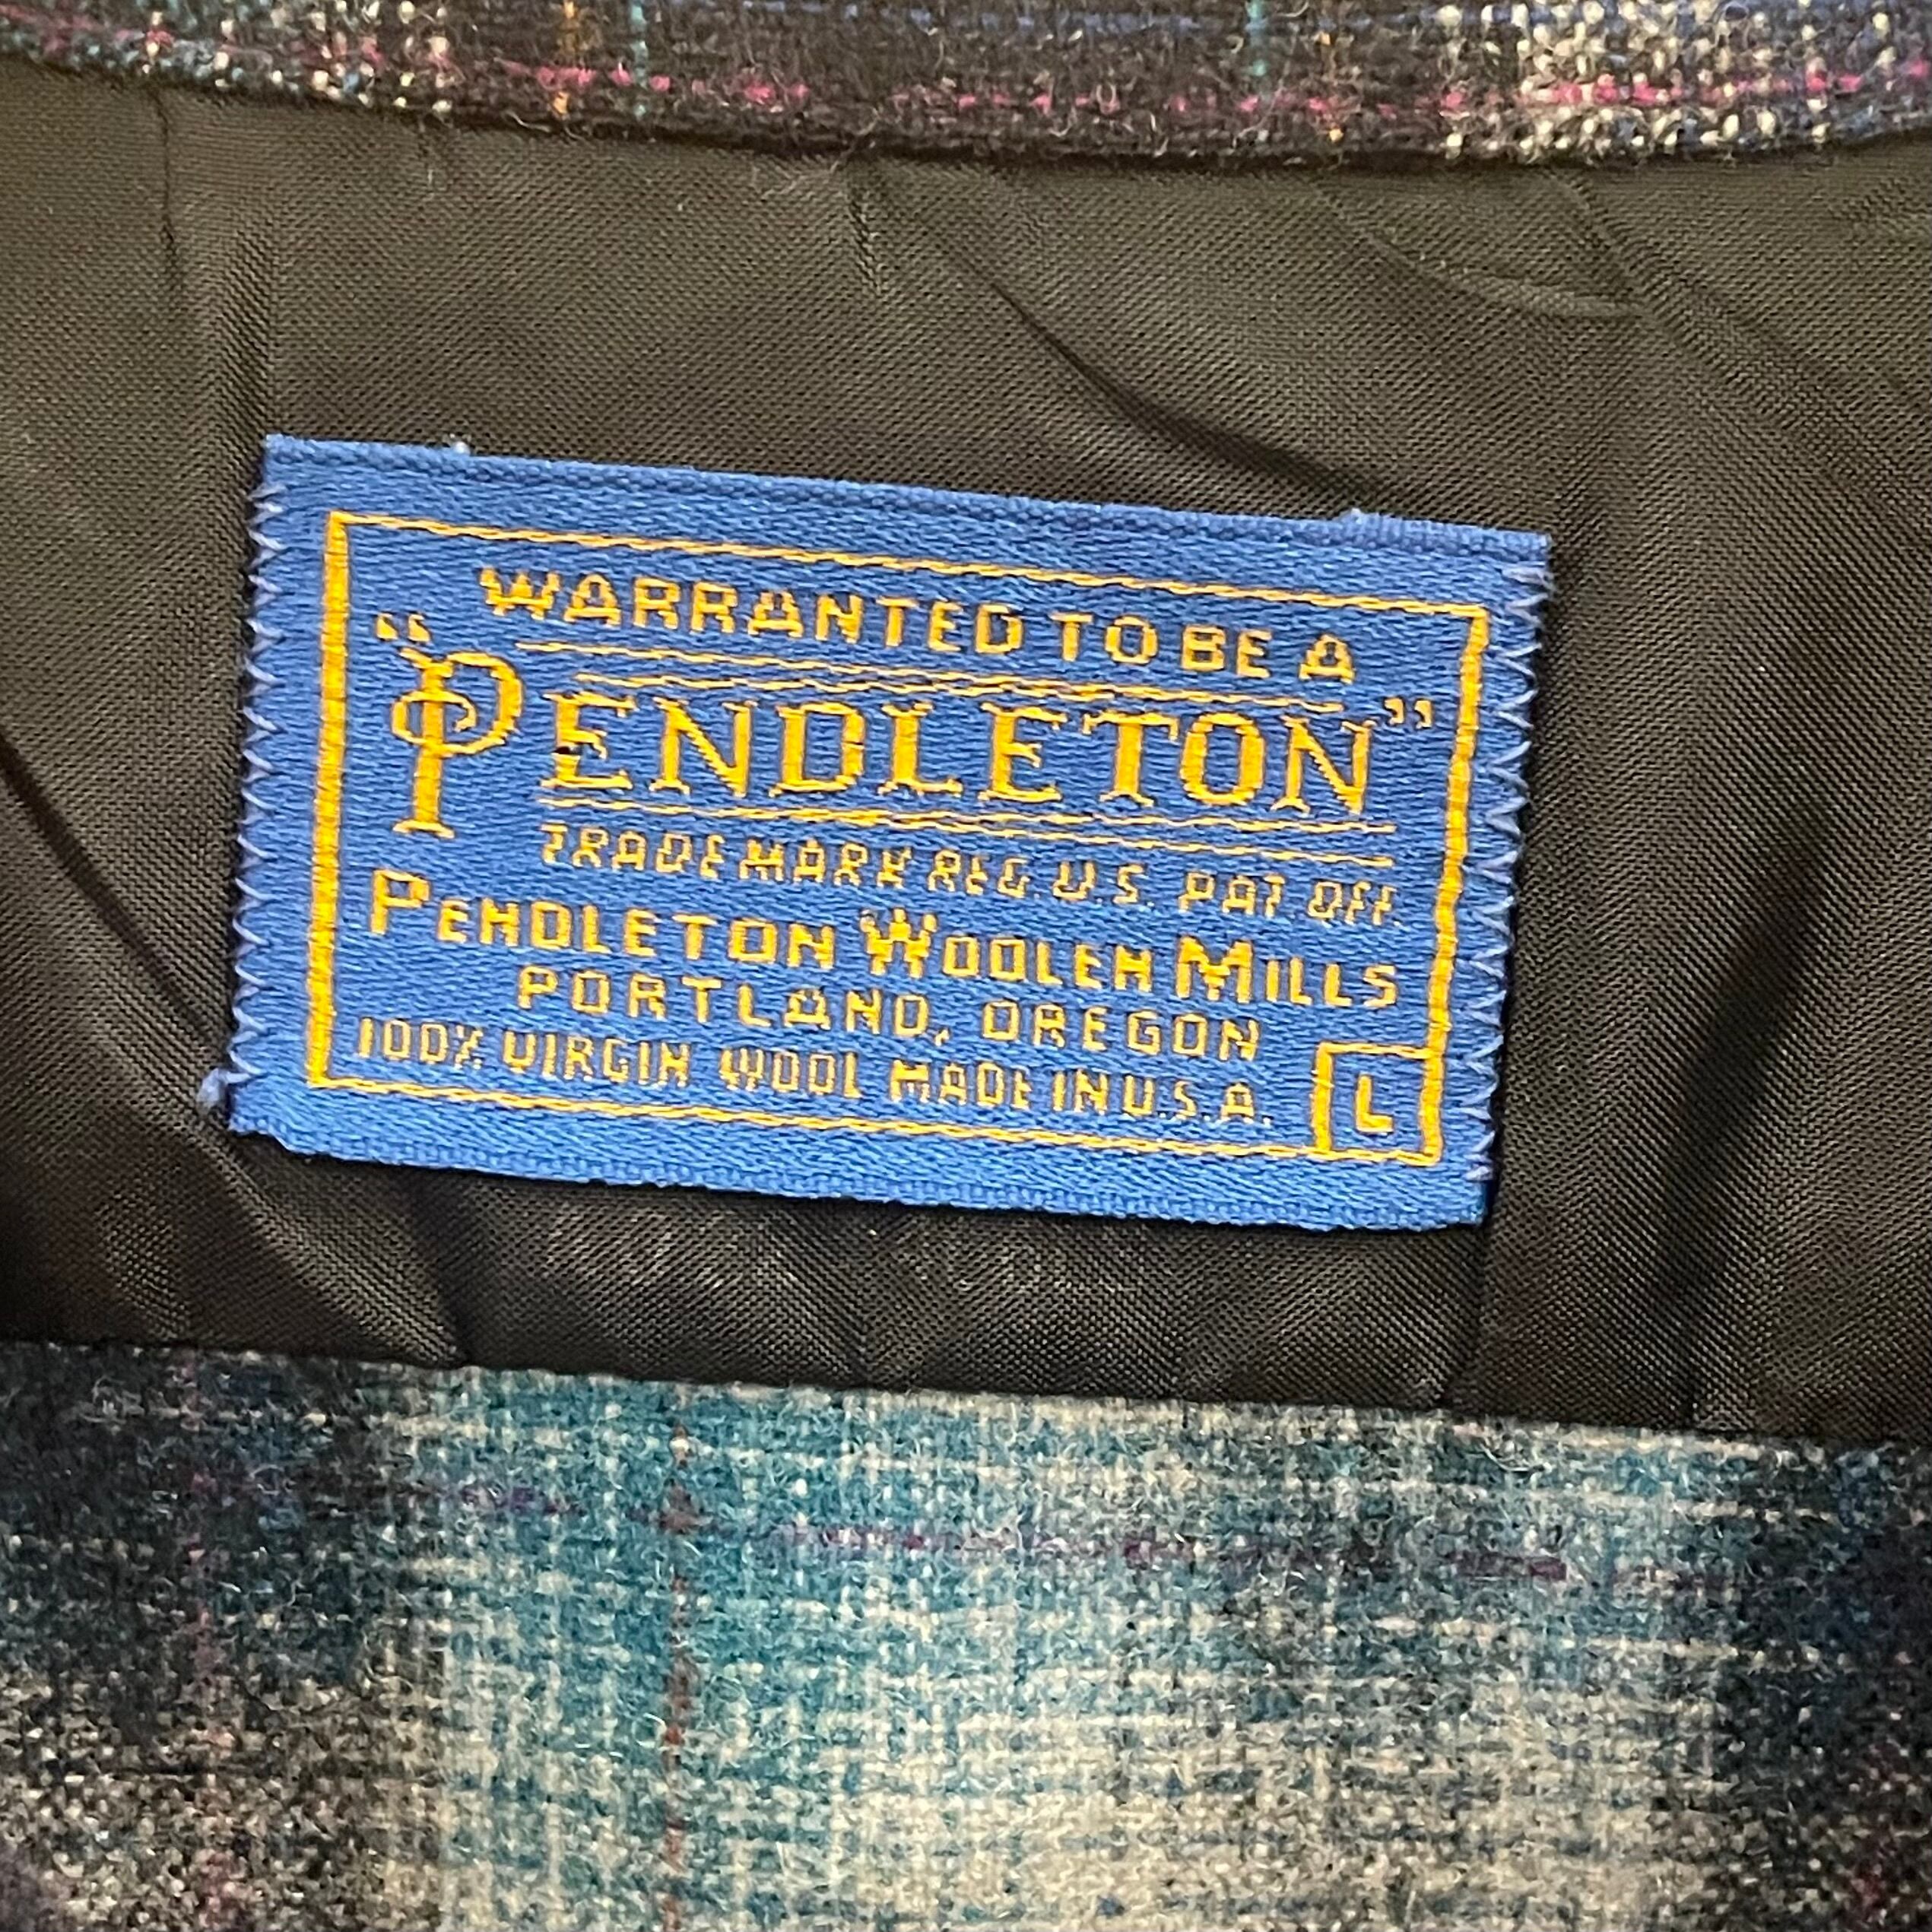 WARRANTED TO BE A
"PENDLETON"
TRADE MARK REG. U.S. PAT. OFF.
PENDLETON WOOLEN MILLS
PORTLAND, OREGON
100% VIRGIN WOOL MADE IN U.S.A.
L